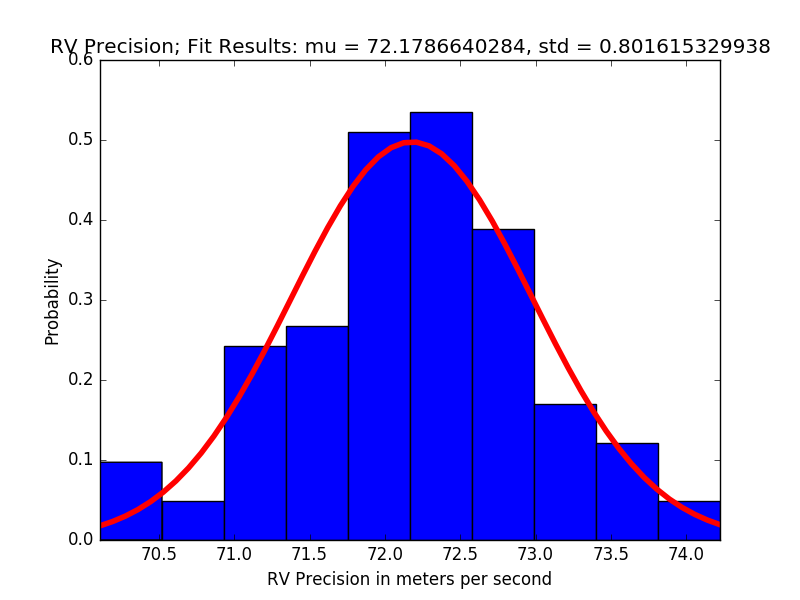 RV Precision; Fit Results: mu = 72.1786640284, std = 0.801615329938
0.6
0.5
0.4
0.3
0.2
0.1
0.0
Probability
70.5 71.0 71.5 72.0 72.5 73.0 73.5 74.0
RV Precision in meters per second